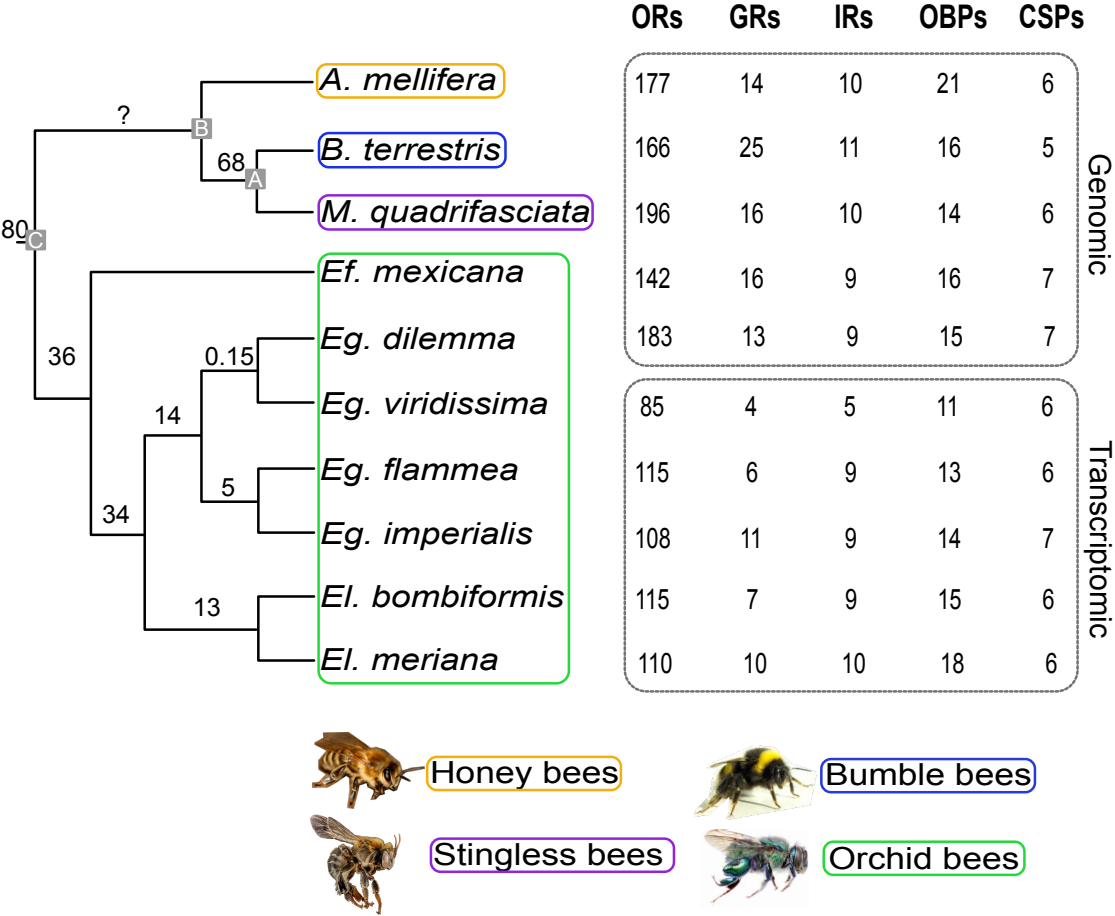 ORs GRs IRs OBPs CSPs
A. mellifera 177 14 10 21 6
?
B
B. terrestris 166 25 11 16 5
68
A
M. quadrifasciata 196 16 10 14 6
80
C
Ef. mexicana 142 16 9 16 7
Genomic
Eg. dilemma 183 13 9 15 7
36
0.15
Eg. viridissima 85 4 5 11 6
14
Eg. flammea 115 6 9 13 6
5
34
Eg. imperialis 108 11 9 14 7
Transcriptomic
El. bombiformis 115 7 9 15 6
13
El. meriana 110 10 10 18 6
Honey bees
Bumble bees
Stingless bees
Orchid bees